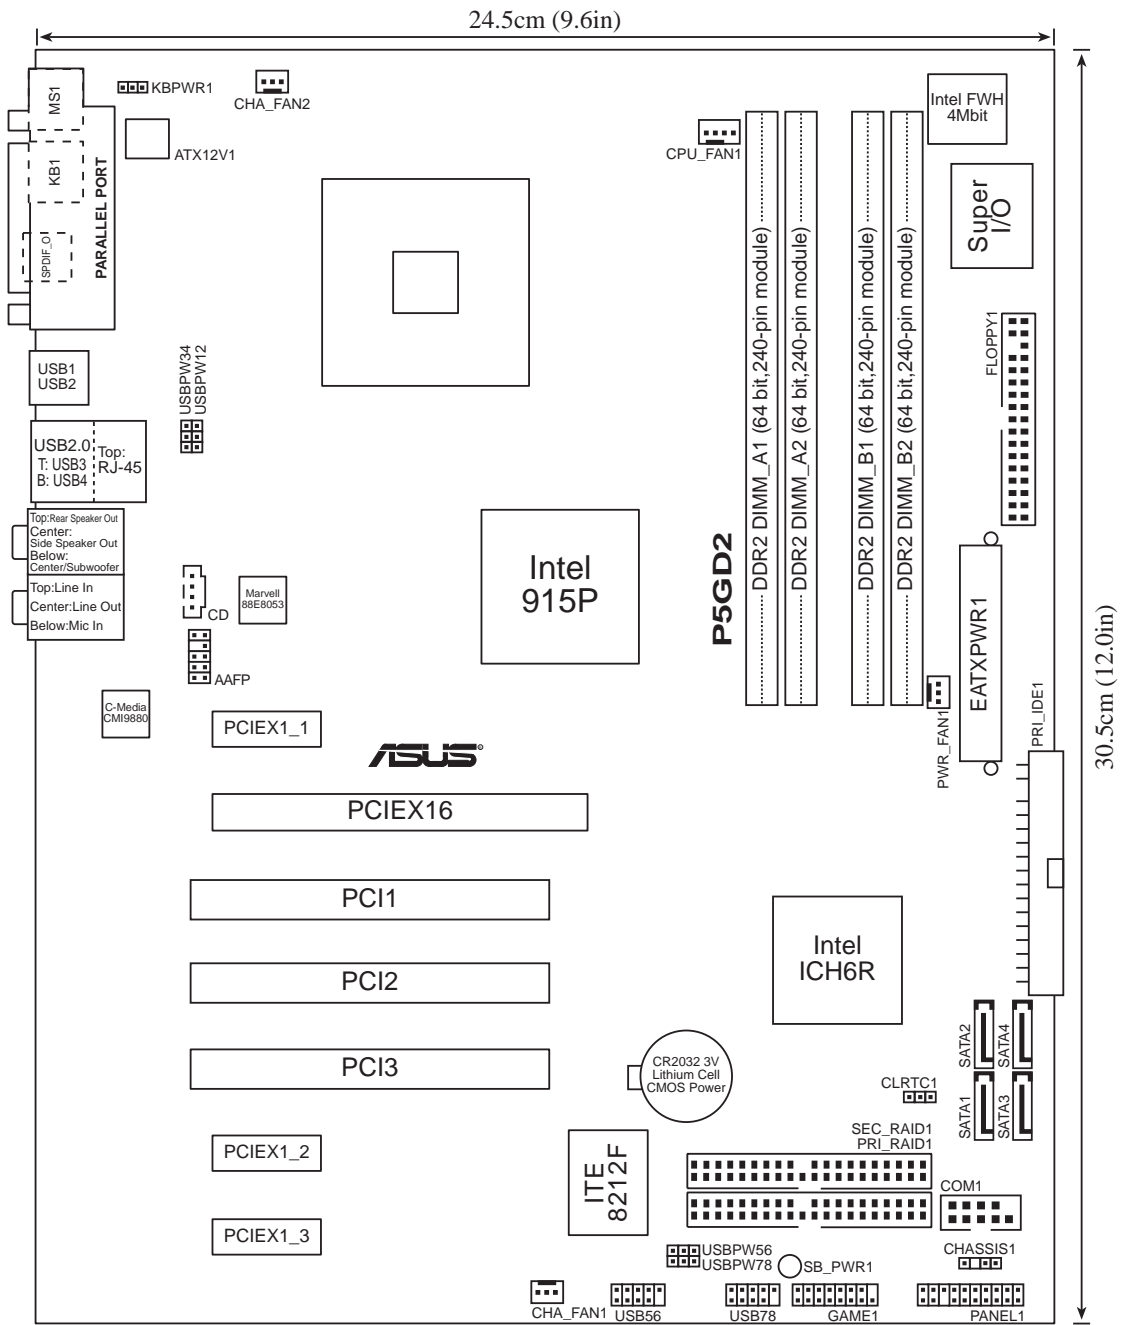 24.5cm (9.6in)
KBPWR1
CHA_FAN2
MS1
KB1
SPDIF_O
PARALLEL PORT
ATX12V1
CPU_FAN1
Intel FWH
4Mbit
Super
I/O
FLOPPY1
DDR2 DIMM_A1 (64 bit,240-pin module)
DDR2 DIMM_A2 (64 bit,240-pin module)
DDR2 DIMM_B1 (64 bit,240-pin module)
DDR2 DIMM_B2 (64 bit,240-pin module)
USB1
USB2
USBPW34
USBPW12
USB2.0
T: USB3
B: USB4
Top:
RJ-45
Top:Rear Speaker Out
Center:
Side Speaker Out
Below:
Center/Subwoofer
Top:Line In
Center:Line Out
Below:Mic In
CD
Marvell
88E8053
AAFP
C-Media
CMI9880
Intel
915P
P5GD2
EATXPWR1
PWR_FAN1
PRI_IDE1
30.5cm (12.0in)
PCIEX1_1
ASUS®
PCIEX16
PCI1
PCI2
PCI3
PCIEX1_2
PCIEX1_3
Intel
ICH6R
CR2032 3V
Lithium Cell
CMOS Power
SATA2
SATA4
SATA1
SATA3
CLRTC1
SEC_RAID1
PRI_RAID1
ITE
8212F
COM1
CHASSIS1
USBPW56
USBPW78
SB_PWR1
CHA_FAN1
USB56
USB78
GAME1
PANEL1